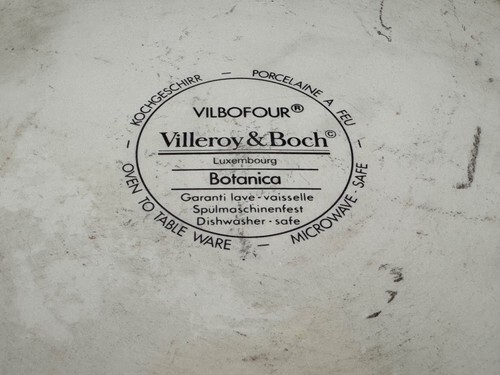 KOCHGESCHIRR — PORCELAINE A FEU —
VILBOFOUR®
Villeroy & Boch©
Luxembourg
Botanica
Garanti lave-vaisselle
Spülmaschinenfest
Dishwasher-safe
OVEN TO TABLE WARE — MICROWAVE-SAFE —